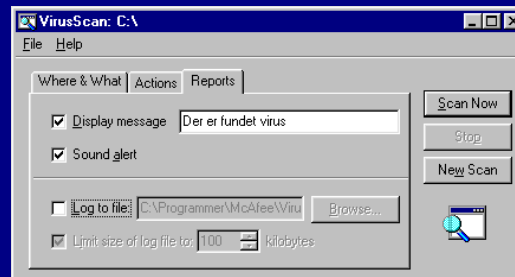 VirusScan: C:\
File Help
Where & What Actions Reports
Display message Der er fundet virus
Sound alert
Log to file: C:\Programmer\McAfee\Viru Browse...
Limit size of log file to: 100 kilobytes
Scan Now
Stop
New Scan